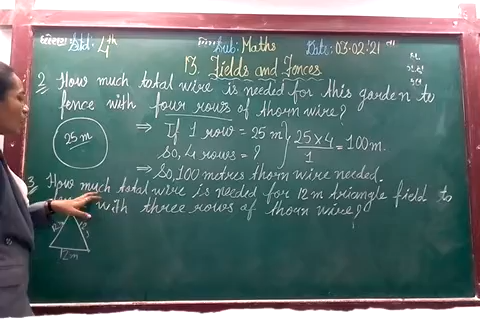 Std: 4th Sub: Maths Date: 03-02-'21
13. Fields and Fences
2. How much total wire is needed for this garden to
fence with four rows of thorn wire?
25 m
⇒ If 1 row = 25 m
So, 4 rows = ?
25 × 4 / 1 = 100m.
⇒ So, 100 metres thorn wire needed.
3. How much total wire is needed for 12 m triangle field to
with three rows of thorn wire?
12m